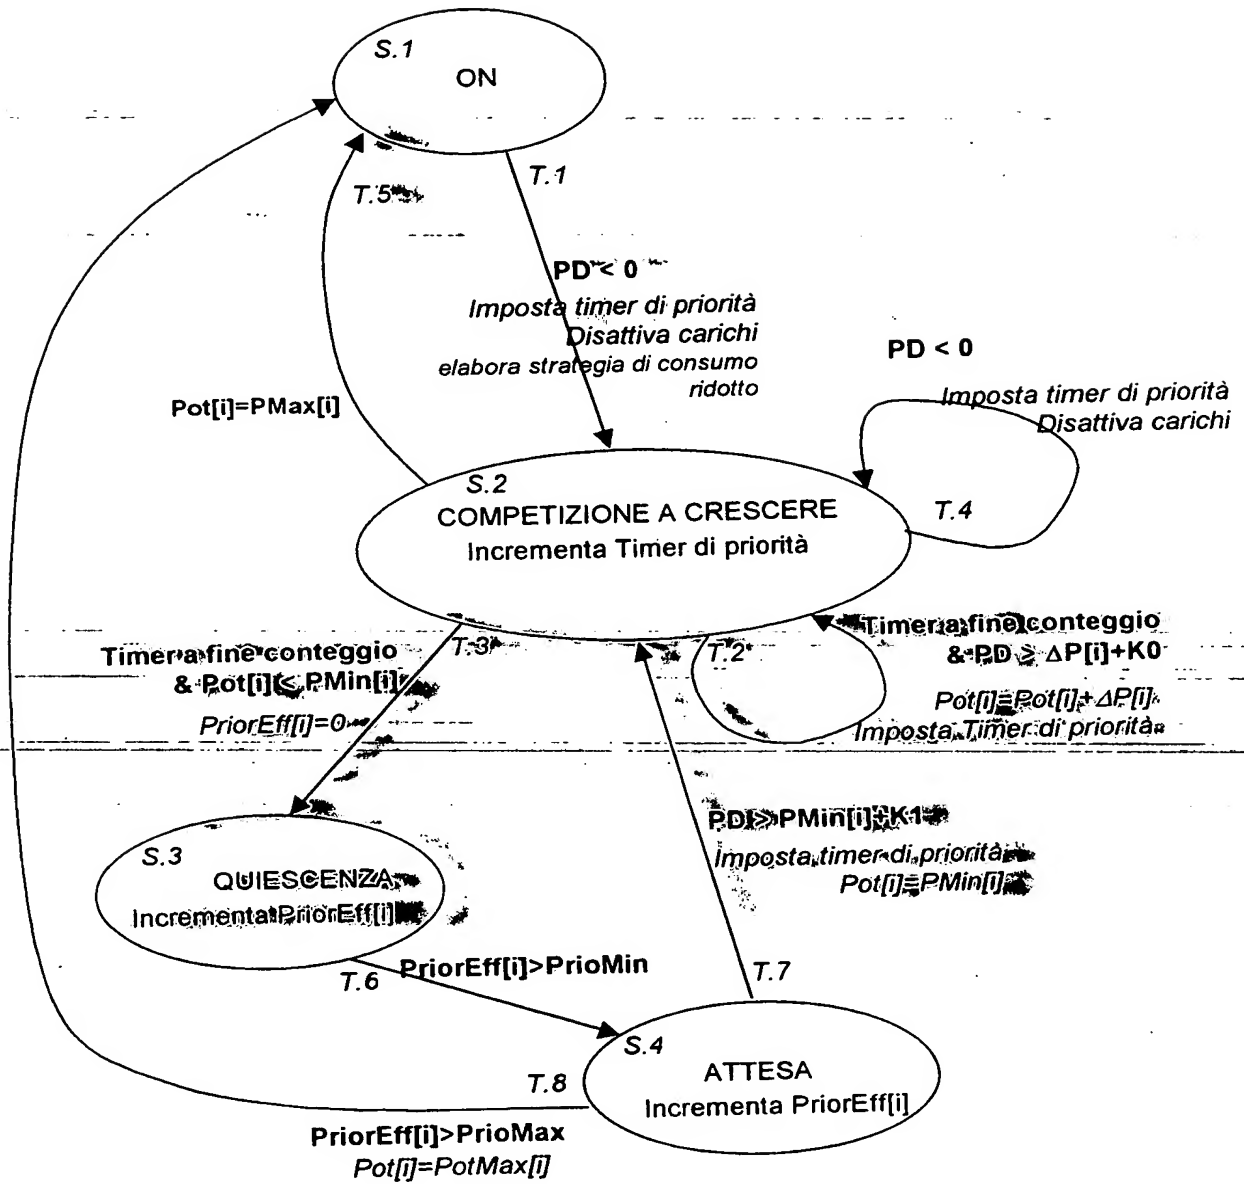 S.1
ON
T.5
T.1
PD < 0
Imposta timer di priorità
Disattiva carichi
elabora strategia di consumo
ridotto
PD < 0
Imposta timer di priorità
Disattiva carichi
Pot[i]=PMax[i]
S.2
COMPETIZIONE A CRESCERE
Incrementa Timer di priorità
T.4
T.3
Timer a fine conteggio
& Pot[i] ≤ PMin[i]
PriorEff[i]=0
T.2
Timer a fine conteggio
& PD ≥ ΔP[i]+K0
Pot[i]=Pot[i]+ΔP[i]
Imposta Timer di priorità
PD > PMin[i]+K1
Imposta timer di priorità
Pot[i]=PMin[i]
S.3
QUIESCENZA
Incrementa PriorEff[i]
T.6
PriorEff[i]>PrioMin
T.7
S.4
ATTESA
Incrementa PriorEff[i]
T.8
PriorEff[i]>PrioMax
Pot[i]=PotMax[i]